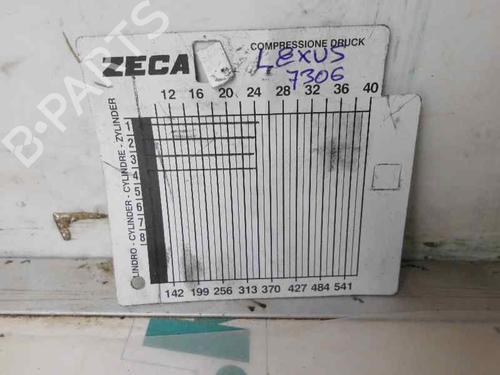 ZECA
COMPRESSIONE DRUCK
LEXUS
7306
12 16 20 24 28 32 36 40
LINDRO - CYLINDER - CYLINDRE - ZYLINDER
1
2
3
4
5
6
7
8
142 199 256 313 370 427 484 541
B-PARTS